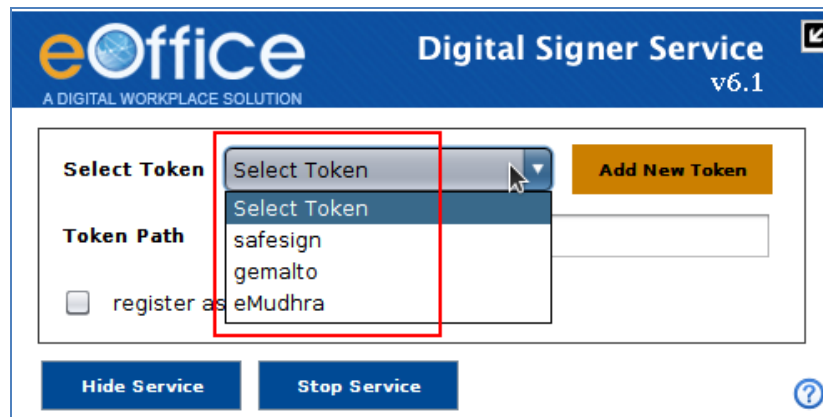 eOffice
A DIGITAL WORKPLACE SOLUTION
Digital Signer Service
v6.1
Select Token
Select Token
Add New Token
Select Token
safesign
gemalto
eMudhra
Token Path
register as
Hide Service
Stop Service
?